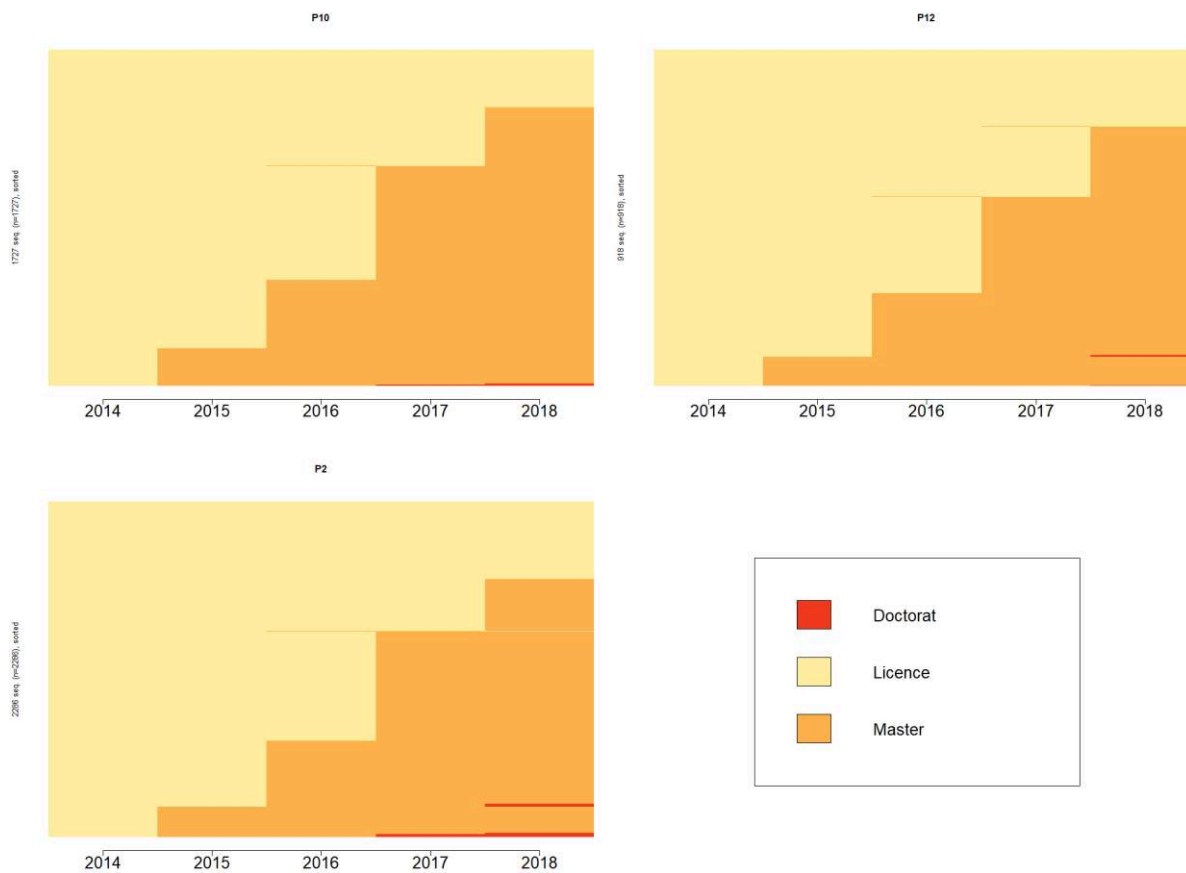 P10
1727 seq. (n=1727), sorted
2014 2015 2016 2017 2018
P12
918 seq. (n=918), sorted
2014 2015 2016 2017 2018
P2
2286 seq. (n=2286), sorted
2014 2015 2016 2017 2018
Doctorat
Licence
Master